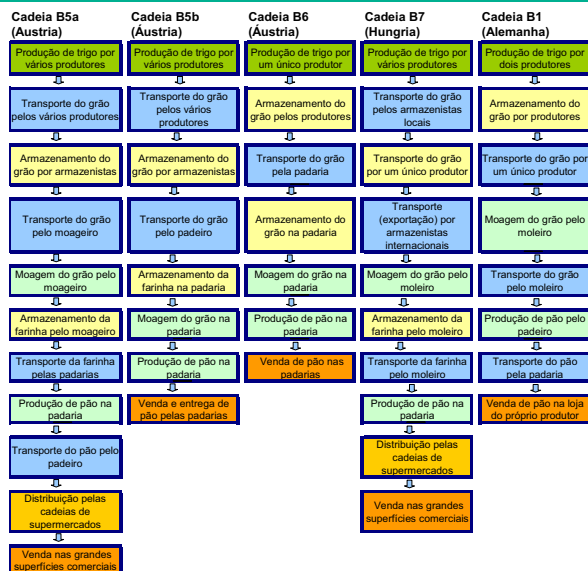 Cadeia B5a
(Austria)
Produção de trigo por
vários produtores
Transporte do grão
pelos vários produtores
Armazenamento do
grão por armazenistas
Transporte do grão
pelo moageiro
Moagem do grão pelo
moageiro
Armazenamento da
farinha pelo moageiro
Transporte da farinha
pelas padarias
Produção de pão na
padaria
Transporte do pão pelo
padeiro
Distribuição pelas
cadeias de
supermercados
Venda nas grandes
superfícies comerciais
Cadeia B5b
(Áustria)
Produção de trigo por
vários produtores
Transporte do grão
pelos vários
produtores
Armazenamento do
grão por armazenistas
Transporte do grão
pelo padeiro
Armazenamento da
farinha na padaria
Moagem do grão na
padaria
Produção de pão na
padaria
Venda e entrega de
pão pelas padarias
Cadeia B6
(Áustria)
Produção de trigo por
um único produtor
Armazenamento do
grão pelos produtores
Transporte do grão
pela padaria
Armazenamento do
grão na padaria
Moagem do grão na
padaria
Produção de pão na
padaria
Venda de pão nas
padarias
Cadeia B7
(Hungria)
Produção de trigo por
vários produtores
Transporte do grão
pelos armazenistas
locais
Transporte do grão
por um único produtor
Transporte
(exportação) por
armazenistas
internacionais
Moagem do grão pelo
moleiro
Armazenamento da
farinha pelo moleiro
Transporte da farinha
pelo moleiro
Produção de pão na
padaria
Distribuição pelas
cadeias de
supermercados
Venda nas grandes
superfícies comerciais
Cadeia B1
(Alemanha)
Produção de trigo por
dois produtores
Armazenamento do
grão por produtores
Transporte do grão por
um único produtor
Moagem do grão pelo
moleiro
Transporte do grão
pelo moleiro
Produção de pão pelo
padeiro
Transporte do pão
pela padaria
Venda de pão na loja
do próprio produtor